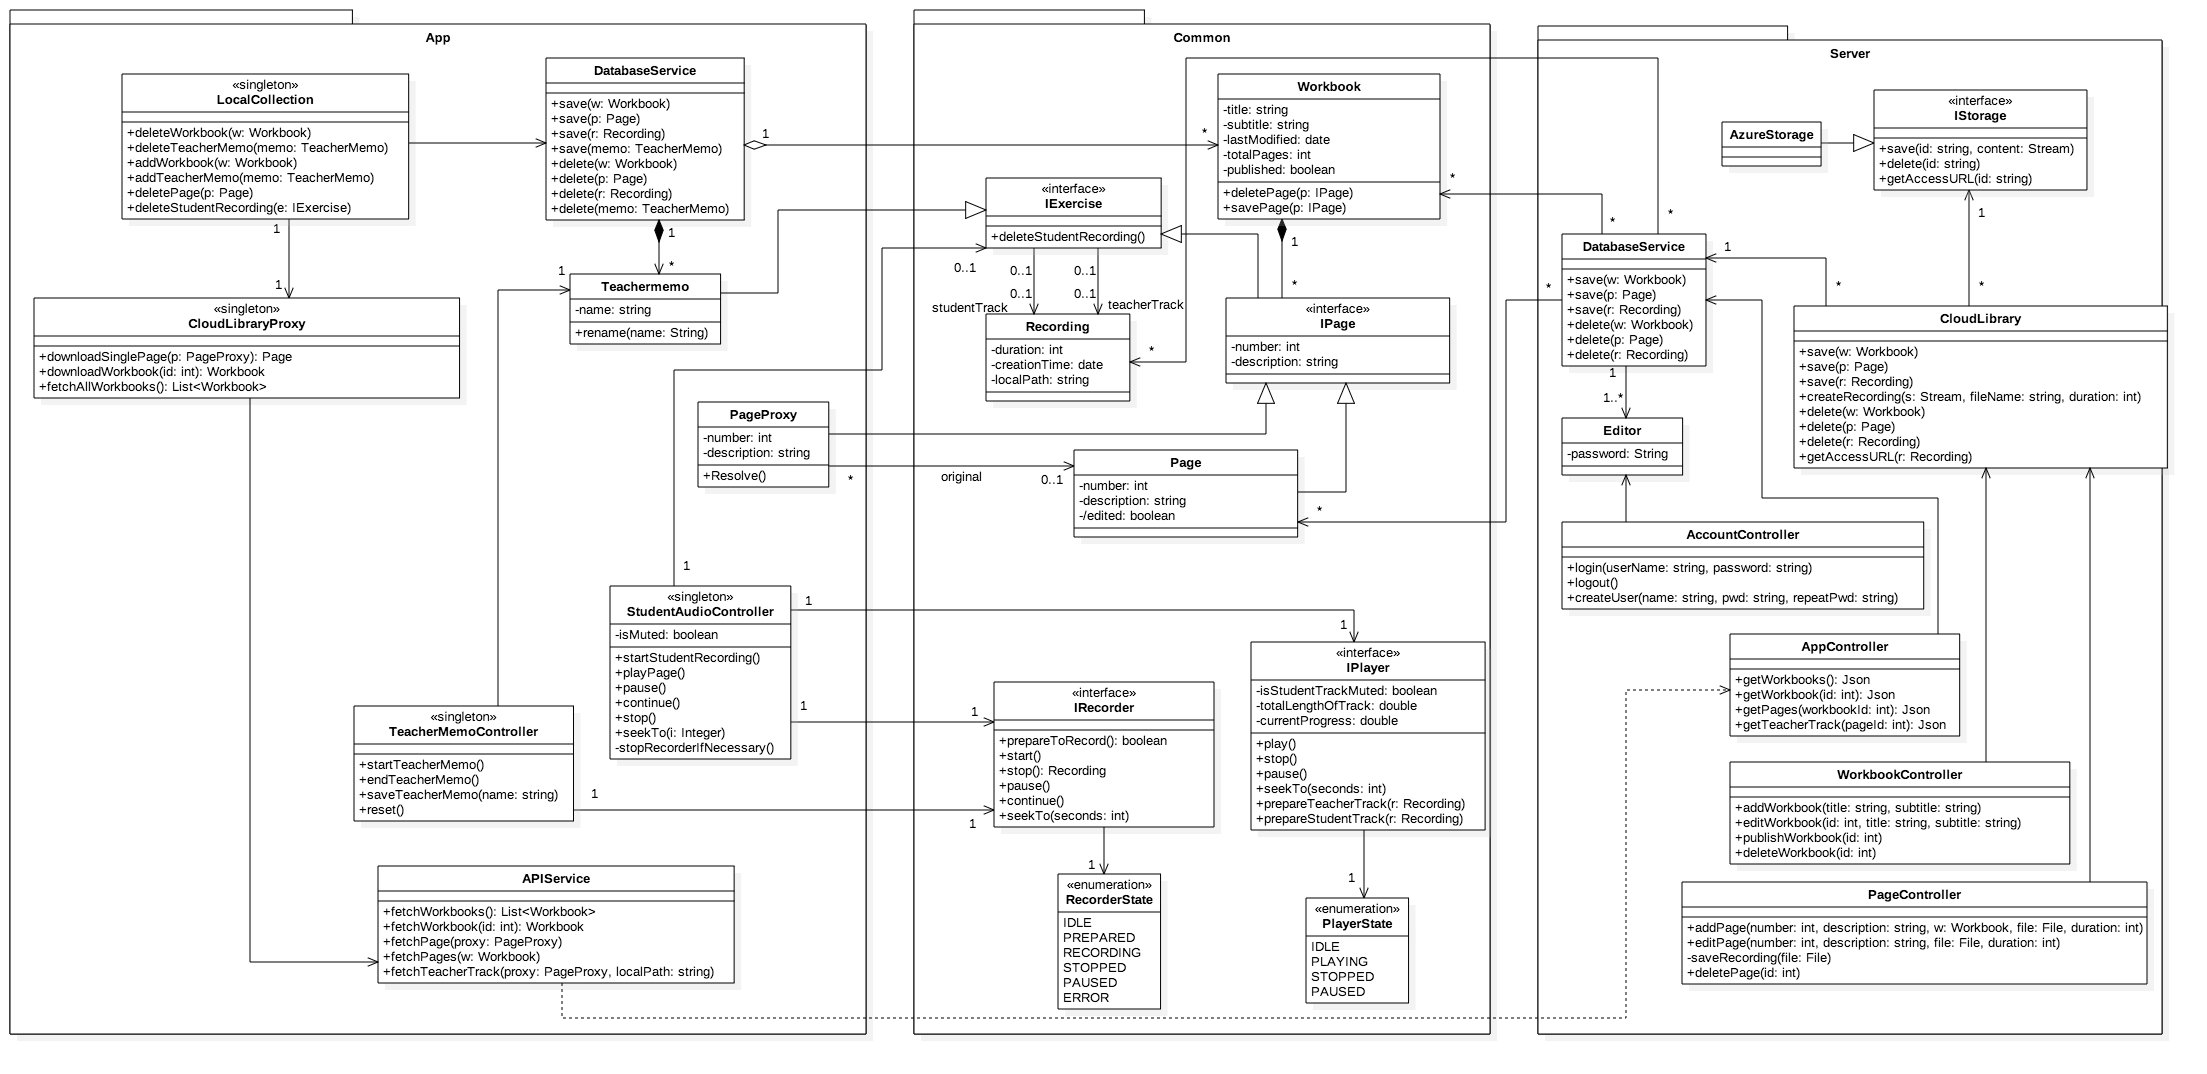 App
«singleton»
LocalCollection
+deleteWorkbook(w: Workbook)
+deleteTeacherMemo(memo: TeacherMemo)
+addWorkbook(w: Workbook)
+addTeacherMemo(memo: TeacherMemo)
+deletePage(p: Page)
+deleteStudentRecording(e: IExercise)
1
1
DatabaseService
+save(w: Workbook)
+save(p: Page)
+save(r: Recording)
+save(memo: TeacherMemo)
+delete(w: Workbook)
+delete(p: Page)
+delete(r: Recording)
+delete(memo: TeacherMemo)
1
*
1
*
«singleton»
CloudLibraryProxy
+downloadSinglePage(p: PageProxy): Page
+downloadWorkbook(id: int): Workbook
+fetchAllWorkbooks(): List<Workbook>
1
Teachermemo
-name: string
+rename(name: String)
PageProxy
-number: int
-description: string
+Resolve()
*
original
0..1
1
«singleton»
StudentAudioController
-isMuted: boolean
+startStudentRecording()
+playPage()
+pause()
+continue()
+stop()
+seekTo(i: Integer)
-stopRecorderIfNecessary()
1
1
1
1
«singleton»
TeacherMemoController
+startTeacherMemo()
+endTeacherMemo()
+saveTeacherMemo(name: string)
+reset()
1
1
APIService
+fetchWorkbooks(): List<Workbook>
+fetchWorkbook(id: int): Workbook
+fetchPage(proxy: PageProxy)
+fetchPages(w: Workbook)
+fetchTeacherTrack(proxy: PageProxy, localPath: string)
Common
Workbook
-title: string
-subtitle: string
-lastModified: date
-totalPages: int
-published: boolean
+deletePage(p: IPage)
+savePage(p: IPage)
*
1
*
«interface»
IExercise
+deleteStudentRecording()
0..1
0..1
0..1
0..1
0..1
studentTrack
teacherTrack
Recording
-duration: int
-creationTime: date
-localPath: string
*
«interface»
IPage
-number: int
-description: string
Page
-number: int
-description: string
-/edited: boolean
*
«interface»
IRecorder
+prepareToRecord(): boolean
+start()
+stop(): Recording
+pause()
+continue()
+seekTo(seconds: int)
1
«enumeration»
RecorderState
IDLE
PREPARED
RECORDING
STOPPED
PAUSED
ERROR
«interface»
IPlayer
-isStudentTrackMuted: boolean
-totalLengthOfTrack: double
-currentProgress: double
+play()
+stop()
+pause()
+seekTo(seconds: int)
+prepareTeacherTrack(r: Recording)
+prepareStudentTrack(r: Recording)
1
«enumeration»
PlayerState
IDLE
PLAYING
STOPPED
PAUSED
Server
AzureStorage
«interface»
IStorage
+save(id: string, content: Stream)
+delete(id: string)
+getAccessURL(id: string)
1
*
*
*
*
DatabaseService
+save(w: Workbook)
+save(p: Page)
+save(r: Recording)
+delete(w: Workbook)
+delete(p: Page)
+delete(r: Recording)
1
*
1
1..*
CloudLibrary
+save(w: Workbook)
+save(p: Page)
+save(r: Recording)
+createRecording(s: Stream, fileName: string, duration: int)
+delete(w: Workbook)
+delete(p: Page)
+delete(r: Recording)
+getAccessURL(r: Recording)
Editor
-password: String
AccountController
+login(userName: string, password: string)
+logout()
+createUser(name: string, pwd: string, repeatPwd: string)
AppController
+getWorkbooks(): Json
+getWorkbook(id: int): Json
+getPages(workbookId: int): Json
+getTeacherTrack(pageId: int): Json
WorkbookController
+addWorkbook(title: string, subtitle: string)
+editWorkbook(id: int, title: string, subtitle: string)
+publishWorkbook(id: int)
+deleteWorkbook(id: int)
PageController
+addPage(number: int, description: string, w: Workbook, file: File, duration: int)
+editPage(number: int, description: string, file: File, duration: int)
-saveRecording(file: File)
+deletePage(id: int)